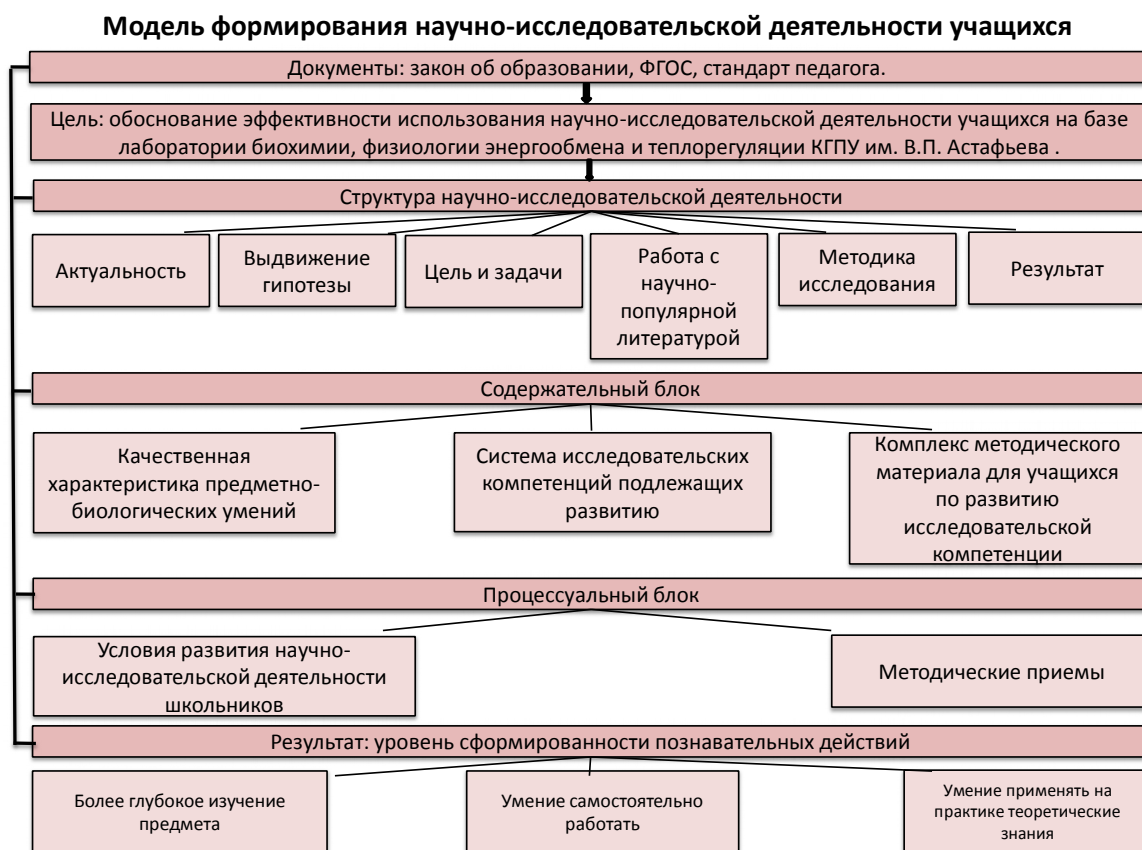 Модель формирования научно-исследовательской деятельности учащихся
Документы: закон об образовании, ФГОС, стандарт педагога.
Цель: обоснование эффективности использования научно-исследовательской деятельности учащихся на базе
лаборатории биохимии, физиологии энергообмена и теплорегуляции КГПУ им. В.П. Астафьева .
Структура научно-исследовательской деятельности
Актуальность
Выдвижение
гипотезы
Цель и задачи
Работа с
научно-
популярной
литературой
Методика
исследования
Результат
Содержательный блок
Качественная
характеристика предметно-
биологических умений
Система исследовательских
компетенций подлежащих
развитию
Комплекс методического
материала для учащихся
по развитию
исследовательской
компетенции
Процессуальный блок
Условия развития научно-
исследовательской деятельности
школьников
Методические приемы
Результат: уровень сформированности познавательных действий
Более глубокое изучение
предмета
Умение самостоятельно
работать
Умение применять на
практике теоретические
знания